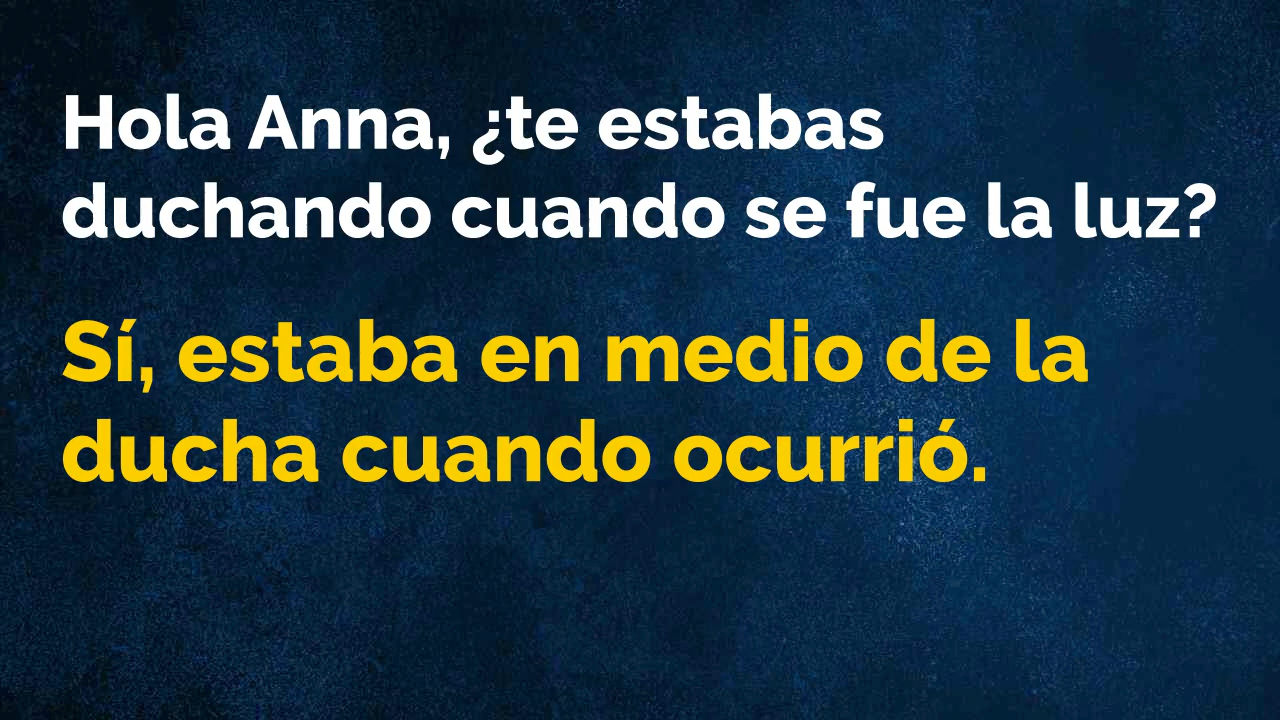 Hola Anna, ¿te estabas
duchando cuando se fue la luz?
Sí, estaba en medio de la
ducha cuando ocurrió.